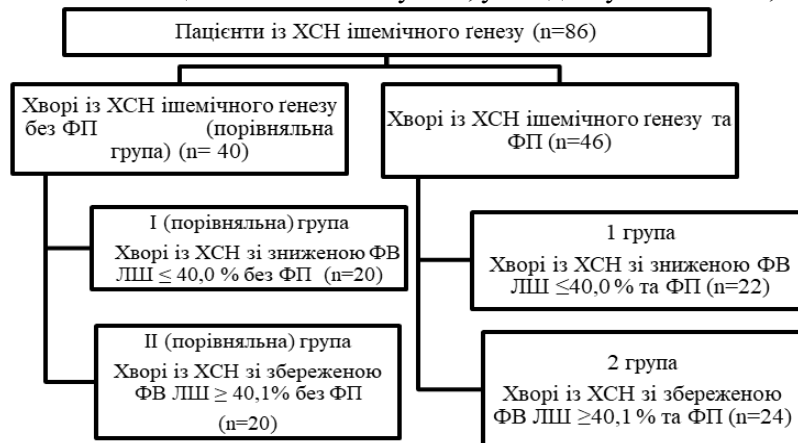 Пацієнти із ХСН ішемічного ґенезу (n=86)
Хворі із ХСН ішемічного ґенезу
без ФП (порівняльна
група) (n= 40)
Хворі із ХСН ішемічного ґенезу та
ФП (n=46)
І (порівняльна) група
Хворі із ХСН зі зниженою ФВ
ЛШ ≤ 40,0 % без ФП (n=20)
ІІ (порівняльна) група
Хворі із ХСН зі збереженою
ФВ ЛШ ≥ 40,1% без ФП
(n=20)
1 група
Хворі із ХСН зі зниженою ФВ
ЛШ ≤40,0 % та ФП (n=22)
2 група
Хворі із ХСН зі збереженою
ФВ ЛШ ≥40,1 % та ФП (n=24)